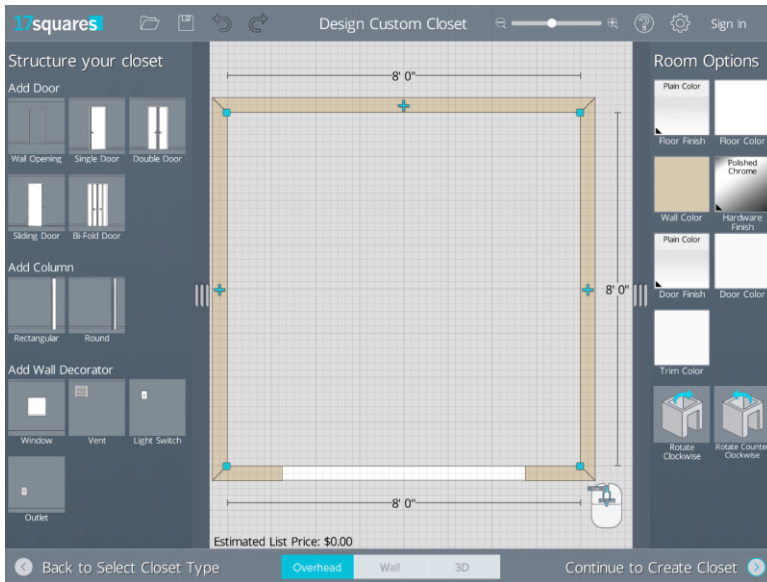 17squares
Design Custom Closet
Sign In
Structure your closet
Add Door
Wall Opening
Single Door
Double Door
Sliding Door
Bi-Fold Door
Add Column
Rectangular
Round
Add Wall Decorator
Window
Vent
Light Switch
Outlet
8' 0"
8' 0"
8' 0"
Estimated List Price: $0.00
Room Options
Plain Color
Floor Finish
Floor Color
Wall Color
Polished
Chrome
Hardware
Finish
Plain Color
Door Finish
Door Color
Trim Color
Rotate
Clockwise
Rotate Counter
Clockwise
Back to Select Closet Type
Overhead
Wall
3D
Continue to Create Closet